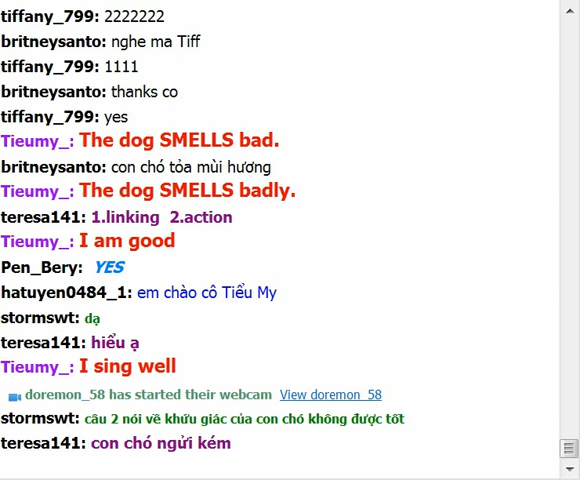 tiffany_799: 2222222
britneysanto: nghe ma Tiff
tiffany_799: 1111
britneysanto: thanks co
tiffany_799: yes
Tieumy_: The dog SMELLS bad.
britneysanto: con chó tỏa mùi hương
Tieumy_: The dog SMELLS badly.
teresa141: 1.linking 2.action
Tieumy_: I am good
Pen_Bery: YES
hatuyen0484_1: em chào cô Tiểu My
stormswt: dạ
teresa141: hiểu ạ
Tieumy_: I sing well
doremon_58 has started their webcam View doremon_58
stormswt: câu 2 nói về khứu giác của con chó không được tốt
teresa141: con chó ngửi kém